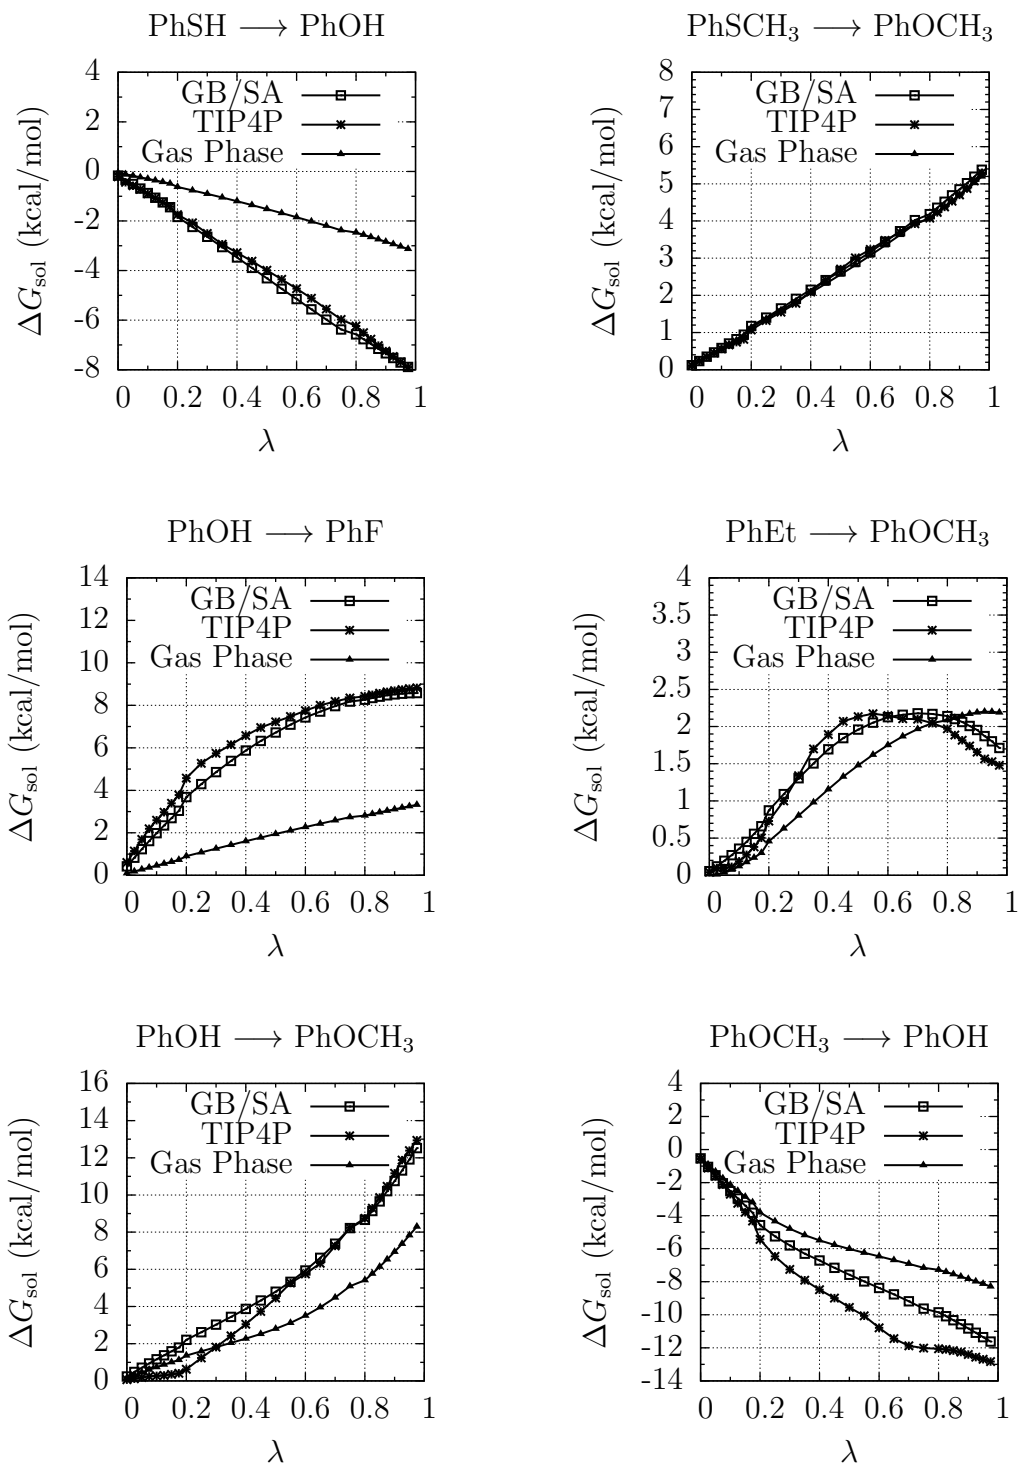 PhSH ⟶ PhOH
4
2
0
-2
-4
-6
-8
ΔG_sol (kcal/mol)
GB/SA
TIP4P
Gas Phase
0 0.2 0.4 0.6 0.8 1
λ
PhSCH₃ ⟶ PhOCH₃
8
7
6
5
4
3
2
1
0
ΔG_sol (kcal/mol)
GB/SA
TIP4P
Gas Phase
0 0.2 0.4 0.6 0.8 1
λ
PhOH ⟶ PhF
14
12
10
8
6
4
2
0
ΔG_sol (kcal/mol)
GB/SA
TIP4P
Gas Phase
0 0.2 0.4 0.6 0.8 1
λ
PhEt ⟶ PhOCH₃
4
3.5
3
2.5
2
1.5
1
0.5
0
ΔG_sol (kcal/mol)
GB/SA
TIP4P
Gas Phase
0 0.2 0.4 0.6 0.8 1
λ
PhOH ⟶ PhOCH₃
16
14
12
10
8
6
4
2
0
ΔG_sol (kcal/mol)
GB/SA
TIP4P
Gas Phase
0 0.2 0.4 0.6 0.8 1
λ
PhOCH₃ ⟶ PhOH
4
2
0
-2
-4
-6
-8
-10
-12
-14
ΔG_sol (kcal/mol)
GB/SA
TIP4P
Gas Phase
0 0.2 0.4 0.6 0.8 1
λ